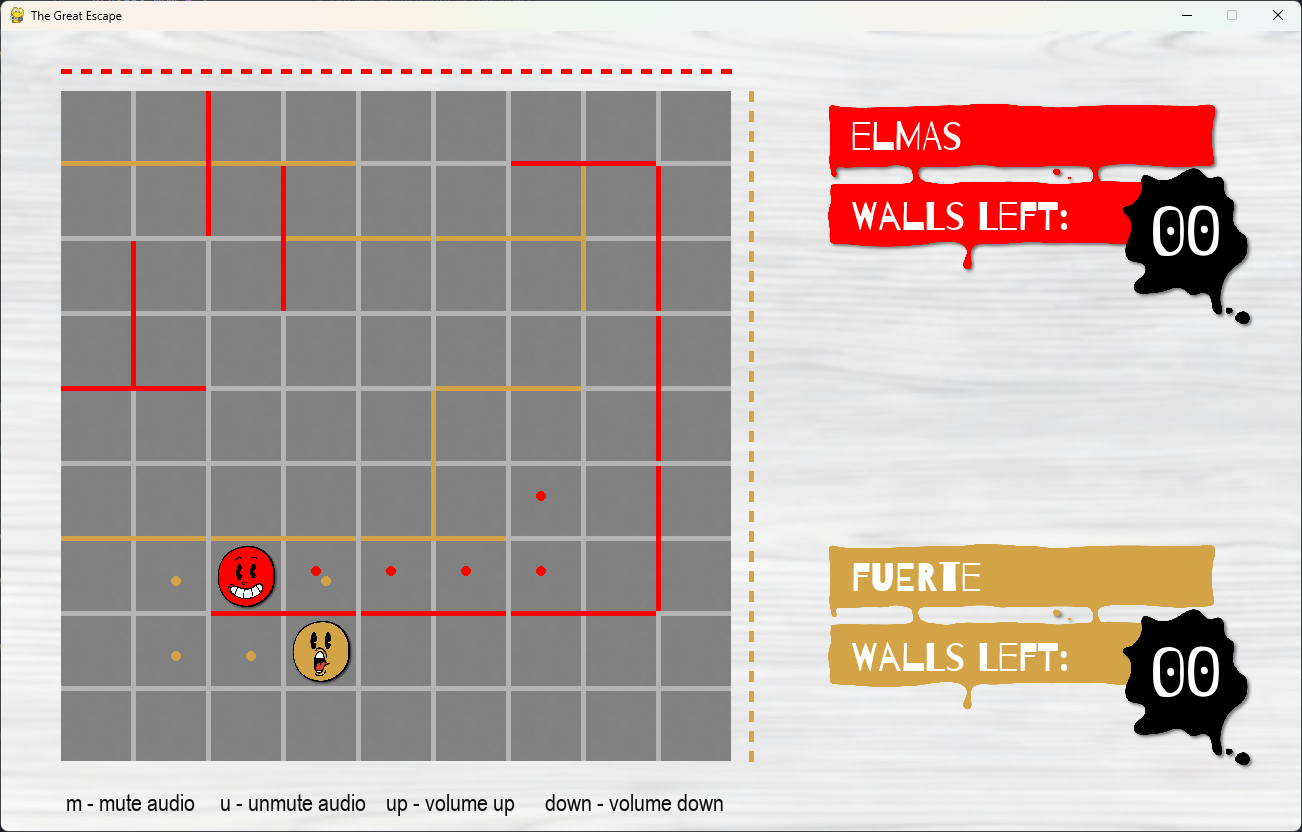 The Great Escape
ELMAS
WALLS LEFT:
00
FUERTE
WALLS LEFT:
00
m - mute audio u - unmute audio up - volume up down - volume down